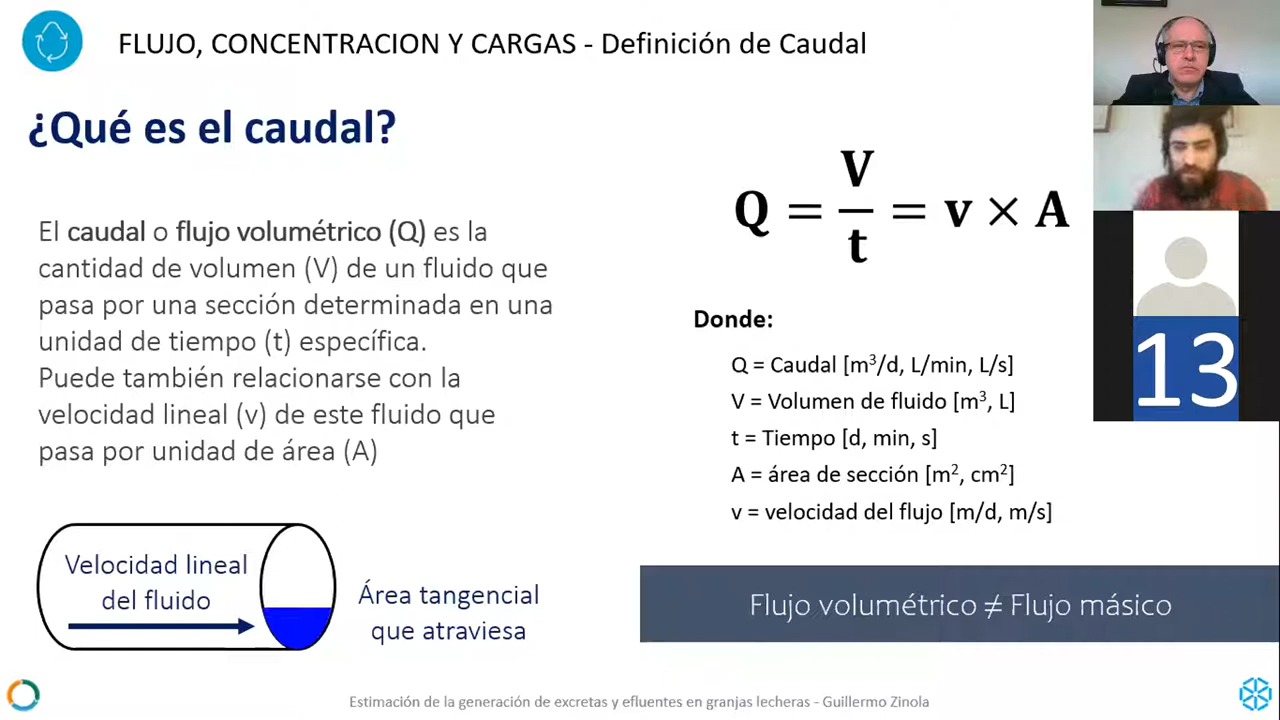 FLUJO, CONCENTRACION Y CARGAS - Definición de Caudal
¿Qué es el caudal?
El caudal o flujo volumétrico (Q) es la
cantidad de volumen (V) de un fluido que
pasa por una sección determinada en una
unidad de tiempo (t) específica.
Puede también relacionarse con la
velocidad lineal (v) de este fluido que
pasa por unidad de área (A)
Velocidad lineal
del fluido
Área tangencial
que atraviesa
Q = V/t = v × A
Donde:
Q = Caudal [m³/d, L/min, L/s]
V = Volumen de fluido [m³, L]
t = Tiempo [d, min, s]
A = área de sección [m², cm²]
v = velocidad del flujo [m/d, m/s]
Flujo volumétrico ≠ Flujo másico
13
Estimación de la generación de excretas y efluentes en granjas lecheras - Guillermo Zinola